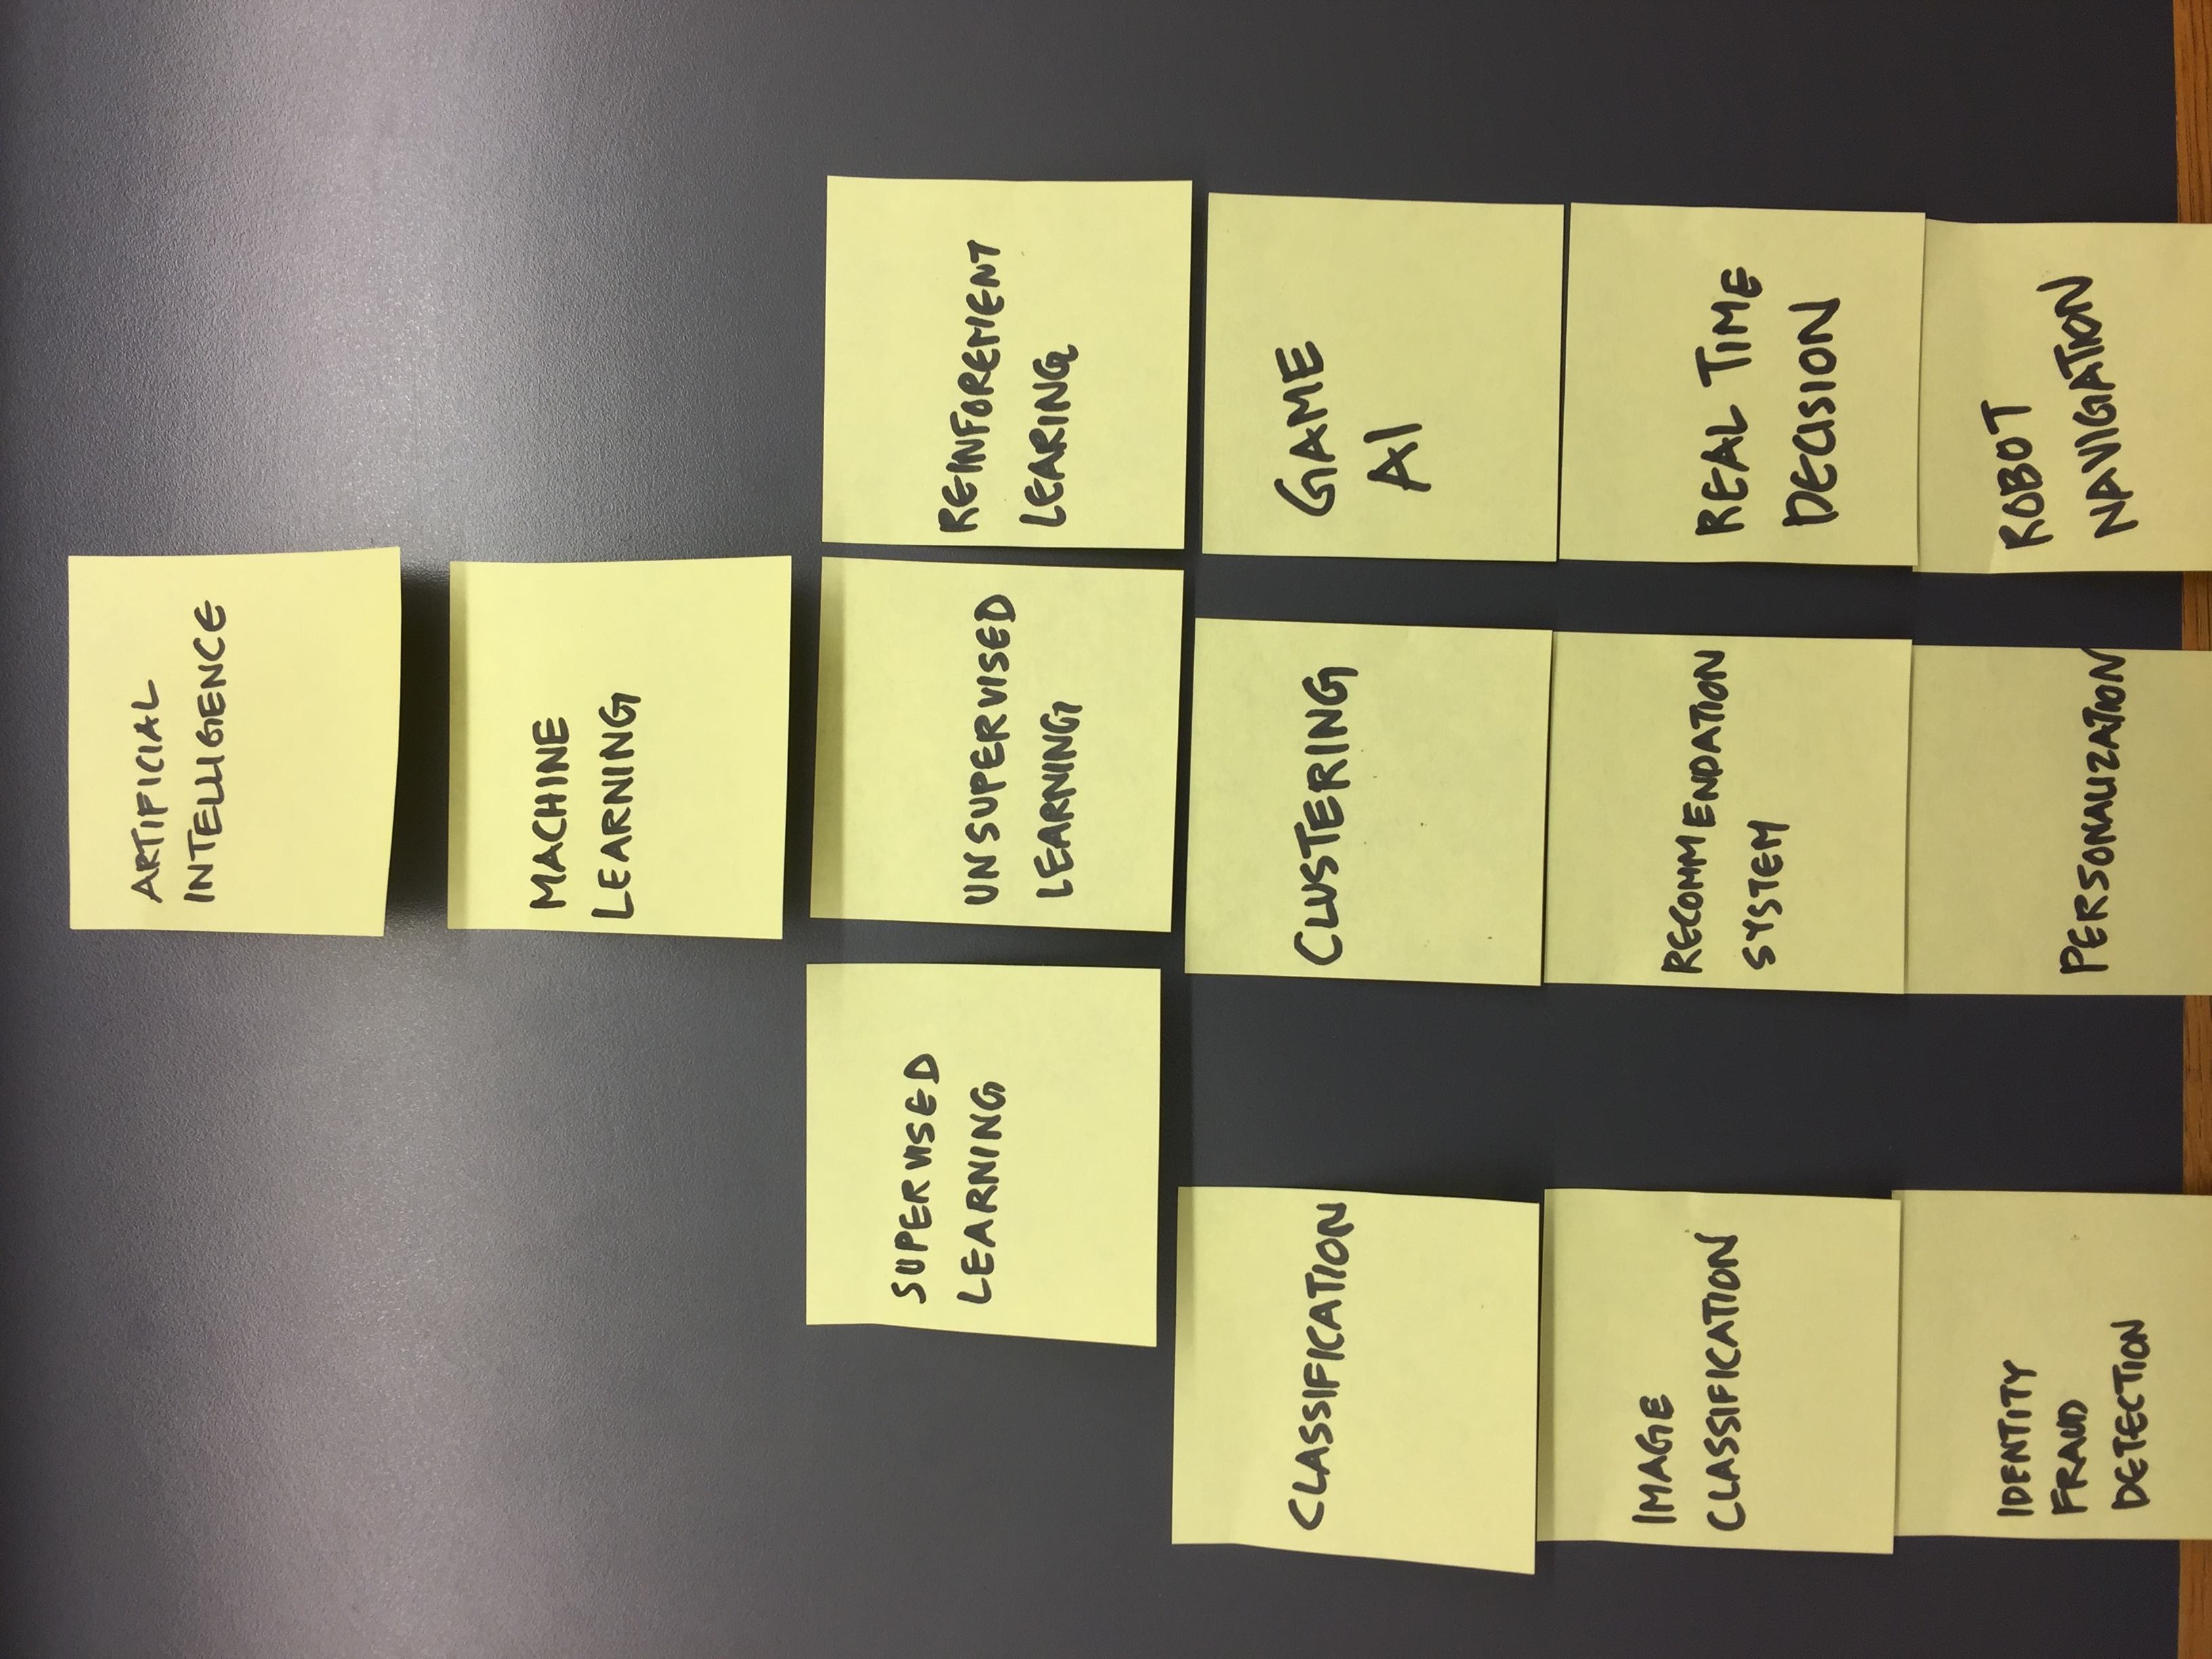 ARTIFICIAL
INTELLIGENCE
MACHINE
LEARNING
SUPERVISED
LEARNING
UNSUPERVISED
LEARNING
REINFOREMENT
LEARING
CLASSIFICATION
CLUSTERING
GAME
AI
IMAGE
CLASSIFICATION
RECOMMENDATION
SYSTEM
REAL TIME
DECISION
IDENTITY
FRAUD
DETECTION
PERSONALIZATION
ROBOT
NAVIGATION